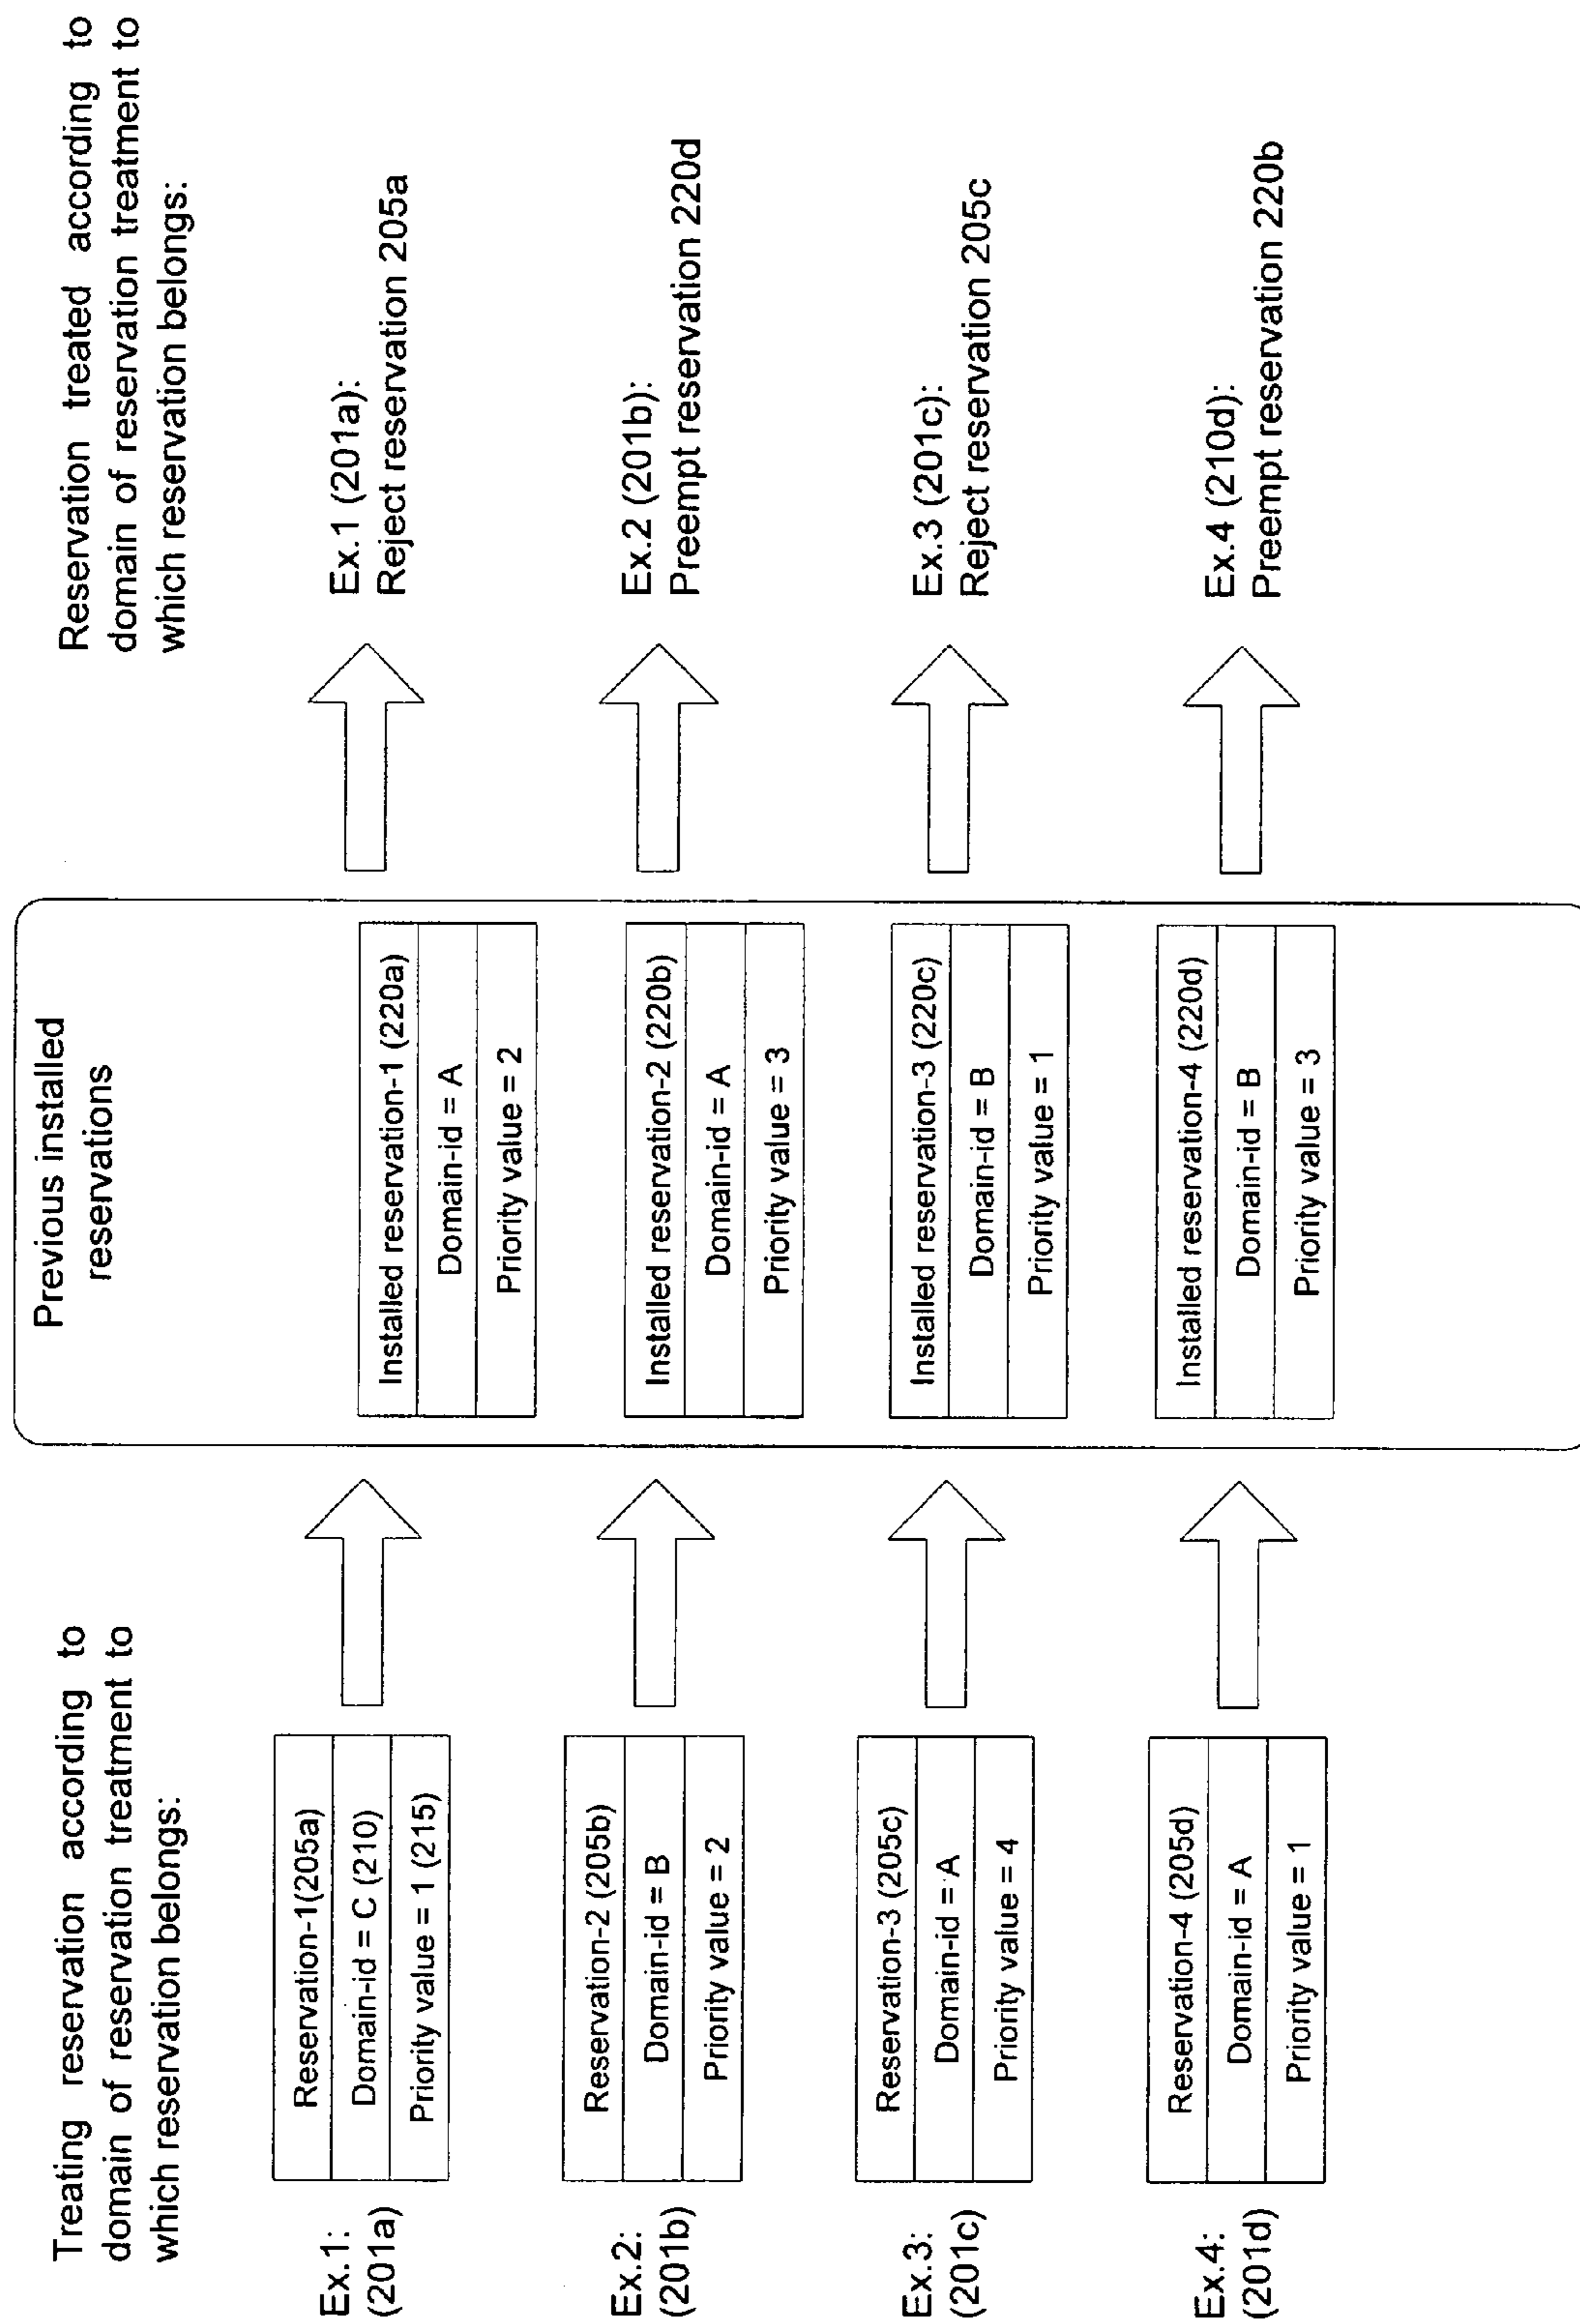 Treating reservation according to
domain of reservation treatment to
which reservation belongs:
Ex.1:
(201a)
Reservation-1(205a)
Domain-id = C (210)
Priority value = 1 (215)
Ex.2:
(201b)
Reservation-2 (205b)
Domain-id = B
Priority value = 2
Ex.3:
(201c)
Reservation-3 (205c)
Domain-id = A
Priority value = 4
Ex.4:
(201d)
Reservation-4 (205d)
Domain-id = A
Priority value = 1
Previous installed
reservations
Installed reservation-1 (220a)
Domain-id = A
Priority value = 2
Installed reservation-2 (220b)
Domain-id = A
Priority value = 3
Installed reservation-3 (220c)
Domain-id = B
Priority value = 1
Installed reservation-4 (220d)
Domain-id = B
Priority value = 3
Reservation treated according to
domain of reservation treatment to
which reservation belongs:
Ex.1 (201a):
Reject reservation 205a
Ex.2 (201b):
Preempt reservation 220d
Ex.3 (201c):
Reject reservation 205c
Ex.4 (210d):
Preempt reservation 220b